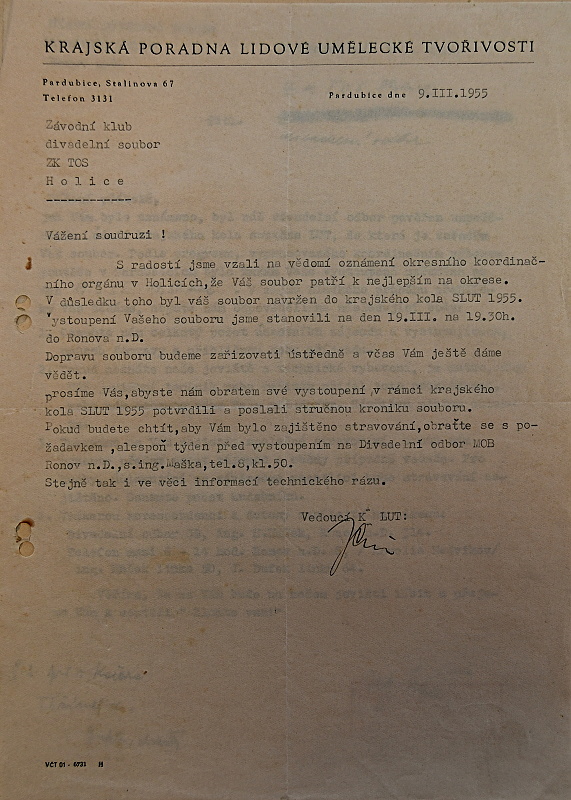 KRAJSKÁ PORADNA LIDOVÉ UMĚLECKÉ TVOŘIVOSTI
Pardubice, Stalinova 67
Telefon 3131
Pardubice dne 9.III.1955
Závodní klub
divadelní soubor
ZK TOS
H o l i c e
------------
Vážení soudruzi !
S radostí jsme vzali na vědomí oznámení okresního koordinač-
ního orgánu v Holicích,že Váš soubor patří k nejlepším na okrese.
V důsledku toho byl váš soubor navržen do krajského kola SLUT 1955.
Vystoupení Vašeho souboru jsme stanovili na den 19.III. na 19.30h.
do Ronova n.D.
Dopravu souboru budeme zařizovati ústředně a včas Vám ještě dáme
vědět.
Prosíme Vás,abyste nám obratem své vystoupení v rámci krajského
kola SLUT 1955 potvrdili a poslali stručnou kroniku souboru.
Pokud budete chtít,aby Vám bylo zajištěno stravování,obraťte se s po-
žadavkem ,alespoň týden před vystoupením na Divadelní odbor MOB
Ronov n.D.,s.ing.Maška,tel.8,kl.50.
Stejně tak i ve věci informací technického rázu.
Vedoucí K LUT:
VČT 01 - 6731 H